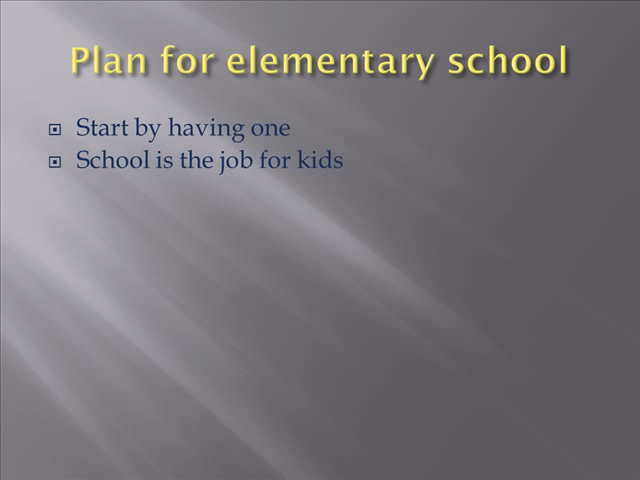 Plan for elementary school
Start by having one
School is the job for kids